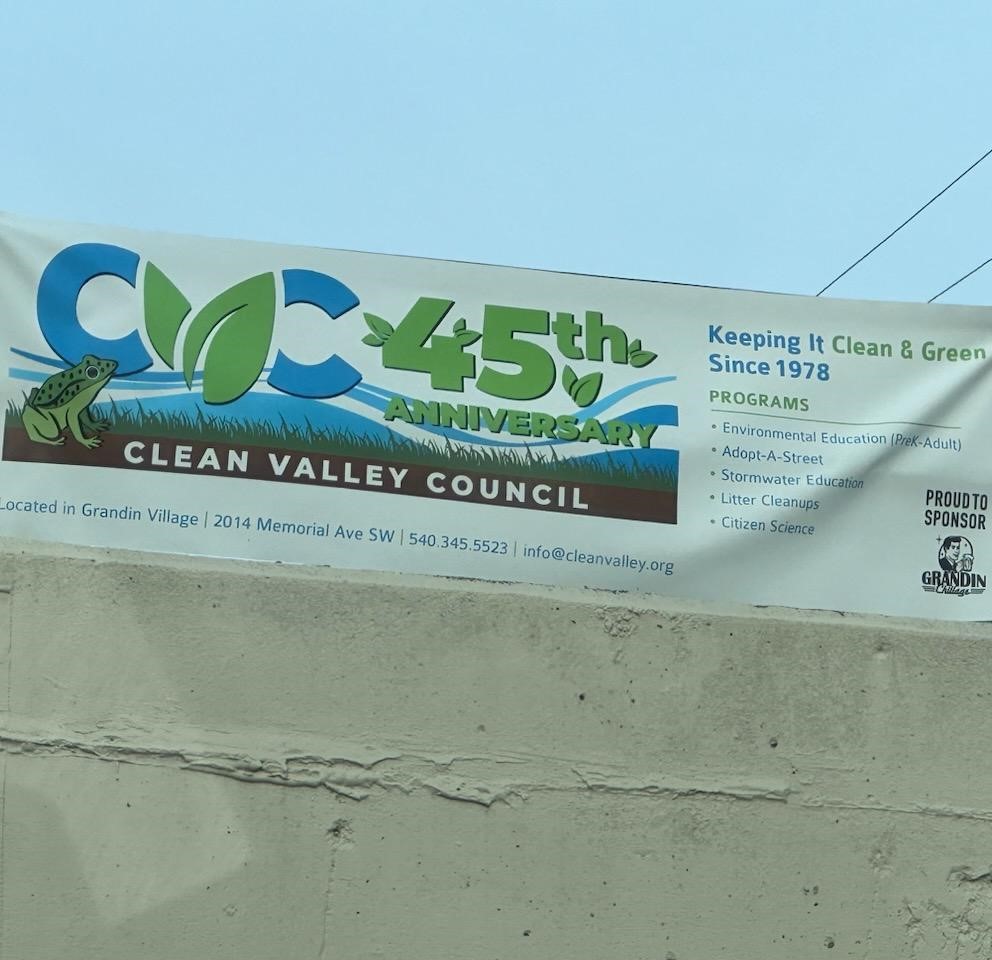 CVC 45th
ANNIVERSARY
CLEAN VALLEY COUNCIL
Located in Grandin Village | 2014 Memorial Ave SW | 540.345.5523 | info@cleanvalley.org
Keeping It Clean & Green
Since 1978
PROGRAMS
• Environmental Education (PreK-Adult)
• Adopt-A-Street
• Stormwater Education
• Litter Cleanups
• Citizen Science
PROUD TO
SPONSOR
GRANDIN
Chillage